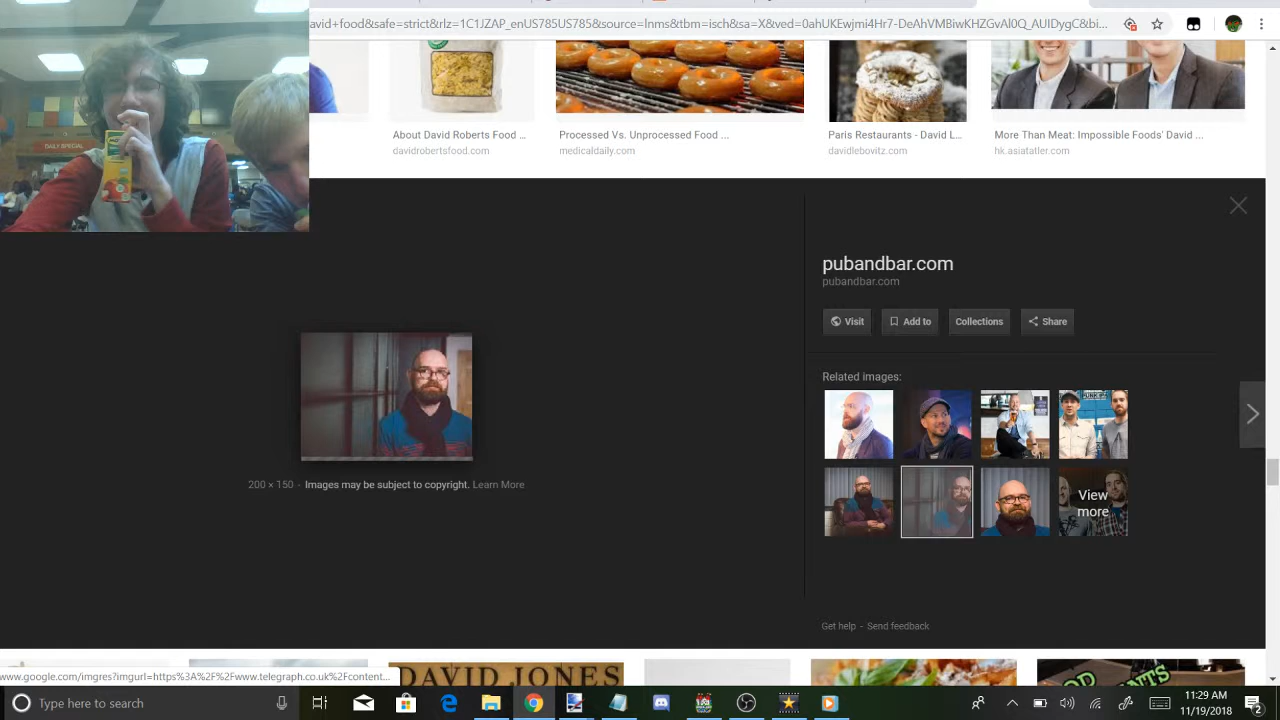 avid+food&safe=strict&rlz=1C1JZAP_enUS785US785&source=lnms&tbm=isch&sa=X&ved=0ahUKEwjmi4Hr7-DeAhVMBiwKHZGvAl0Q_AUIDygC&bi...
DAILY SPECIAL
About David Roberts Food ...
davidrobertsfood.com
Processed Vs. Unprocessed Food ...
medicaldaily.com
Paris Restaurants - David L...
davidlebovitz.com
More Than Meat: Impossible Foods' David ...
hk.asiatatler.com
pubandbar.com
pubandbar.com
Visit
Add to
Collections
Share
Related images:
View more
200 × 150 - Images may be subject to copyright. Learn More
Get help - Send feedback
www.google.com/imgres?imgurl=https%3A%2F%2Fwww.telegraph.co.uk%2Fcontent...
DAVID JONES
Type here to search
11:29 AM
11/19/2018
2